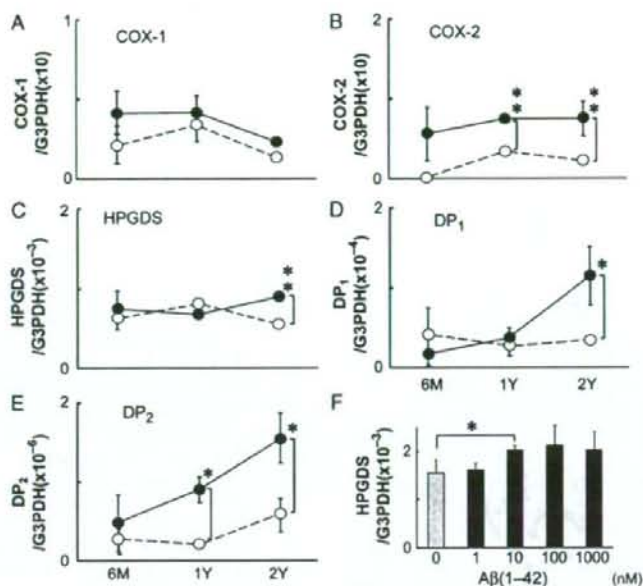 A
COX-1
COX-1
/G3PDH(x10)
1
0
B
COX-2
COX-2
/G3PDH(x10)
2
0
**
**
C
HPGDS
HPGDS
/G3PDH(x10⁻³)
2
0
**
D
DP₁
DP₁
/G3PDH(x10⁻⁴)
2
0
*
6M 1Y 2Y
E
DP₂
DP₂
/G3PDH(x10⁻⁶)
2
0
*
*
6M 1Y 2Y
F
HPGDS
/G3PDH(x10⁻³)
2
0
*
0 1 10 100 1000
Aβ(1–42) (nM)